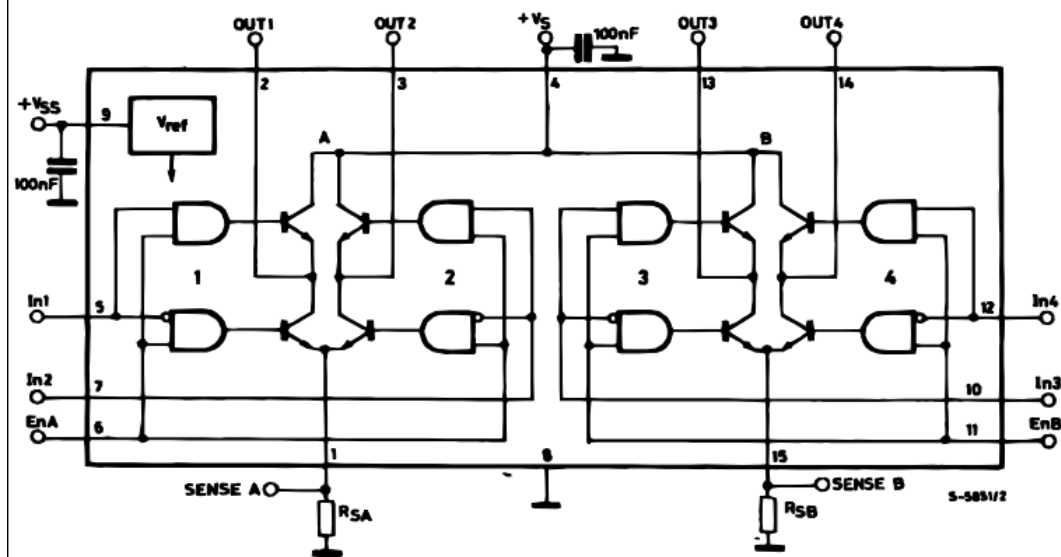 OUT1 OUT2 +Vs 100nF OUT3 OUT4
2 3 4 13 14
+VSS 9 Vref
A B
100nF
1 2 3 4
In1 5 12 In4
In2 7 10 In3
EnA 6 11 EnB
1 8 15
SENSE A SENSE B S-5851/2
RSA RSB